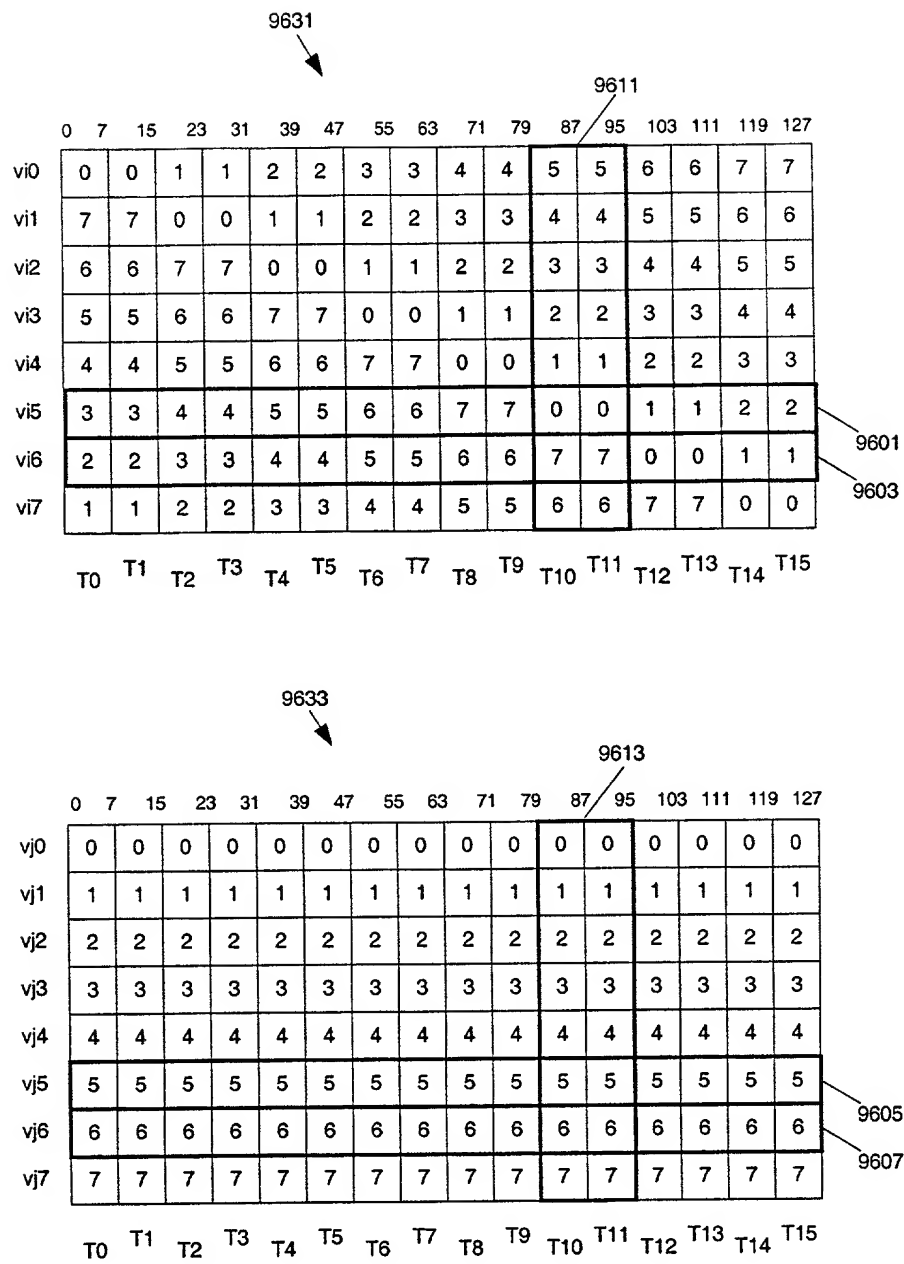 9631
9611
0 7 15 23 31 39 47 55 63 71 79 87 95 103 111 119 127
vi0 0 0 1 1 2 2 3 3 4 4 5 5 6 6 7 7
vi1 7 7 0 0 1 1 2 2 3 3 4 4 5 5 6 6
vi2 6 6 7 7 0 0 1 1 2 2 3 3 4 4 5 5
vi3 5 5 6 6 7 7 0 0 1 1 2 2 3 3 4 4
vi4 4 4 5 5 6 6 7 7 0 0 1 1 2 2 3 3
vi5 3 3 4 4 5 5 6 6 7 7 0 0 1 1 2 2
9601
vi6 2 2 3 3 4 4 5 5 6 6 7 7 0 0 1 1
9603
vi7 1 1 2 2 3 3 4 4 5 5 6 6 7 7 0 0
T0 T1 T2 T3 T4 T5 T6 T7 T8 T9 T10 T11 T12 T13 T14 T15
9633
9613
0 7 15 23 31 39 47 55 63 71 79 87 95 103 111 119 127
vj0 0 0 0 0 0 0 0 0 0 0 0 0 0 0 0 0
vj1 1 1 1 1 1 1 1 1 1 1 1 1 1 1 1 1
vj2 2 2 2 2 2 2 2 2 2 2 2 2 2 2 2 2
vj3 3 3 3 3 3 3 3 3 3 3 3 3 3 3 3 3
vj4 4 4 4 4 4 4 4 4 4 4 4 4 4 4 4 4
vj5 5 5 5 5 5 5 5 5 5 5 5 5 5 5 5 5
9605
vj6 6 6 6 6 6 6 6 6 6 6 6 6 6 6 6 6
9607
vj7 7 7 7 7 7 7 7 7 7 7 7 7 7 7 7 7
T0 T1 T2 T3 T4 T5 T6 T7 T8 T9 T10 T11 T12 T13 T14 T15